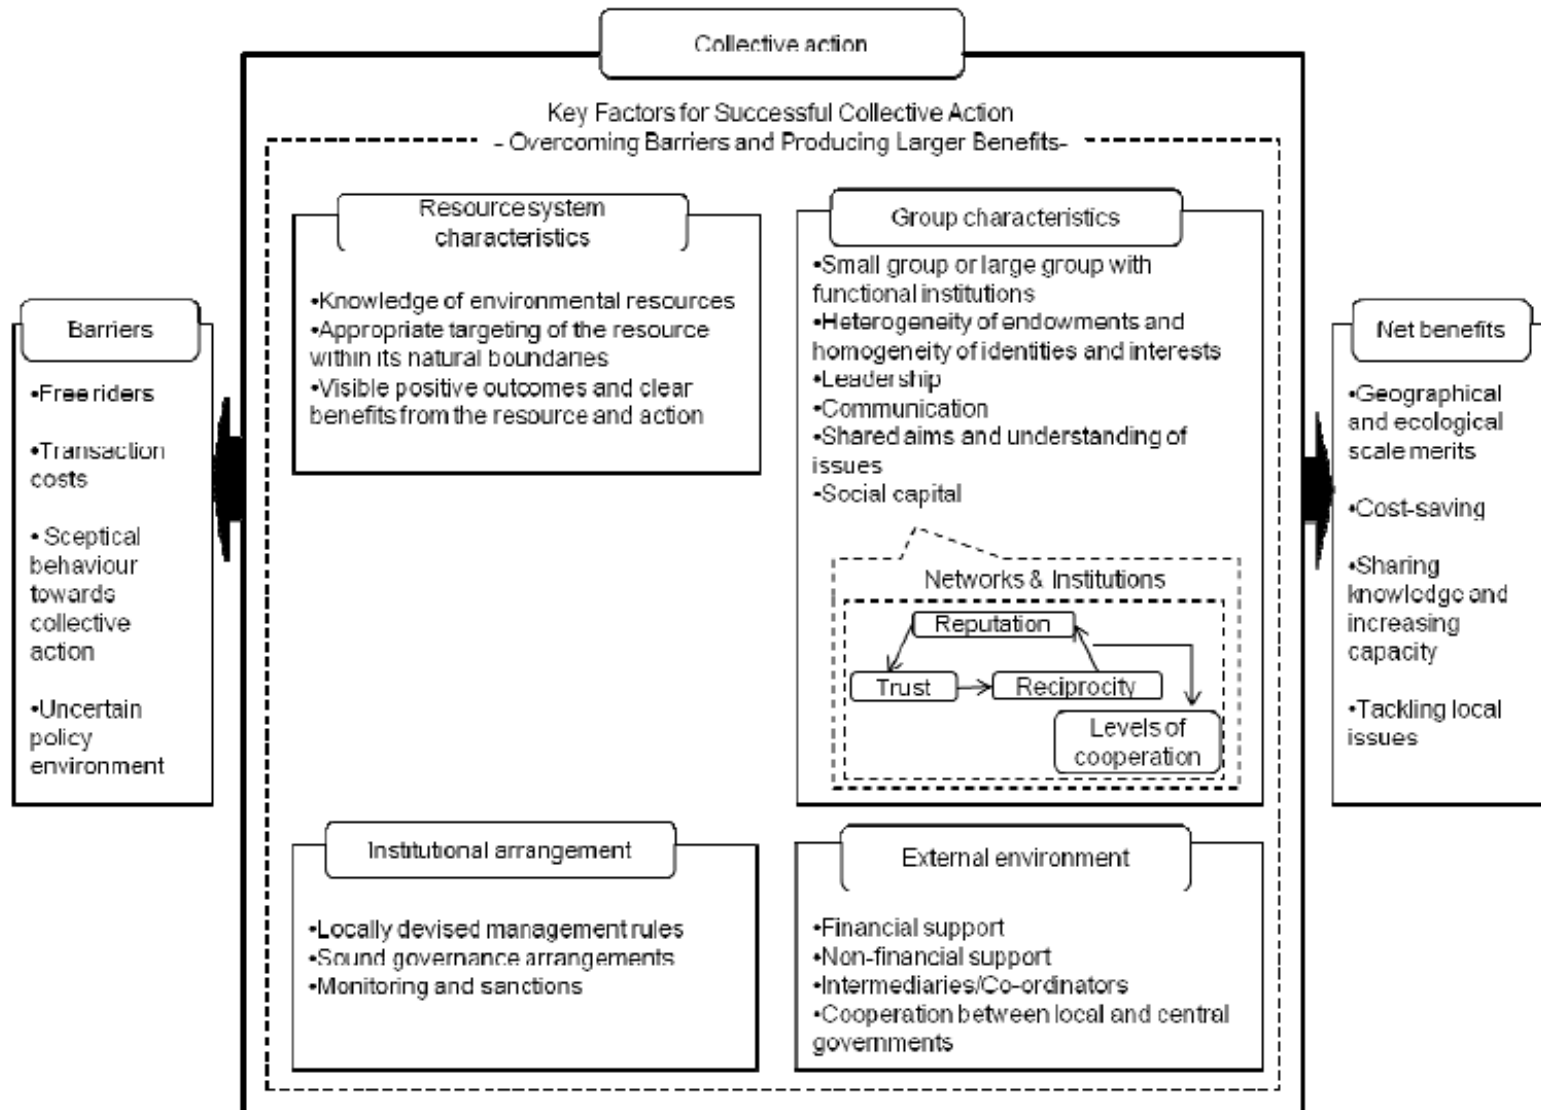 Collective action
Key Factors for Successful Collective Action
- Overcoming Barriers and Producing Larger Benefits-
Barriers
•Free riders
•Transaction
costs
• Sceptical
behaviour
towards
collective
action
•Uncertain
policy
environment
Resource system
characteristics
•Knowledge of environmental resources
•Appropriate targeting of the resource
within its natural boundaries
•Visible positive outcomes and clear
benefits from the resource and action
Group characteristics
•Small group or large group with
functional institutions
•Heterogeneity of endowments and
homogeneity of identities and interests
•Leadership
•Communication
•Shared aims and understanding of
issues
•Social capital
Networks & Institutions
Reputation
Trust
Reciprocity
Levels of
cooperation
Institutional arrangement
•Locally devised management rules
•Sound governance arrangements
•Monitoring and sanctions
External environment
•Financial support
•Non-financial support
•Intermediaries/Co-ordinators
•Cooperation between local and central
governments
Net benefits
•Geographical
and ecological
scale merits
•Cost-saving
•Sharing
knowledge and
increasing
capacity
•Tackling local
issues